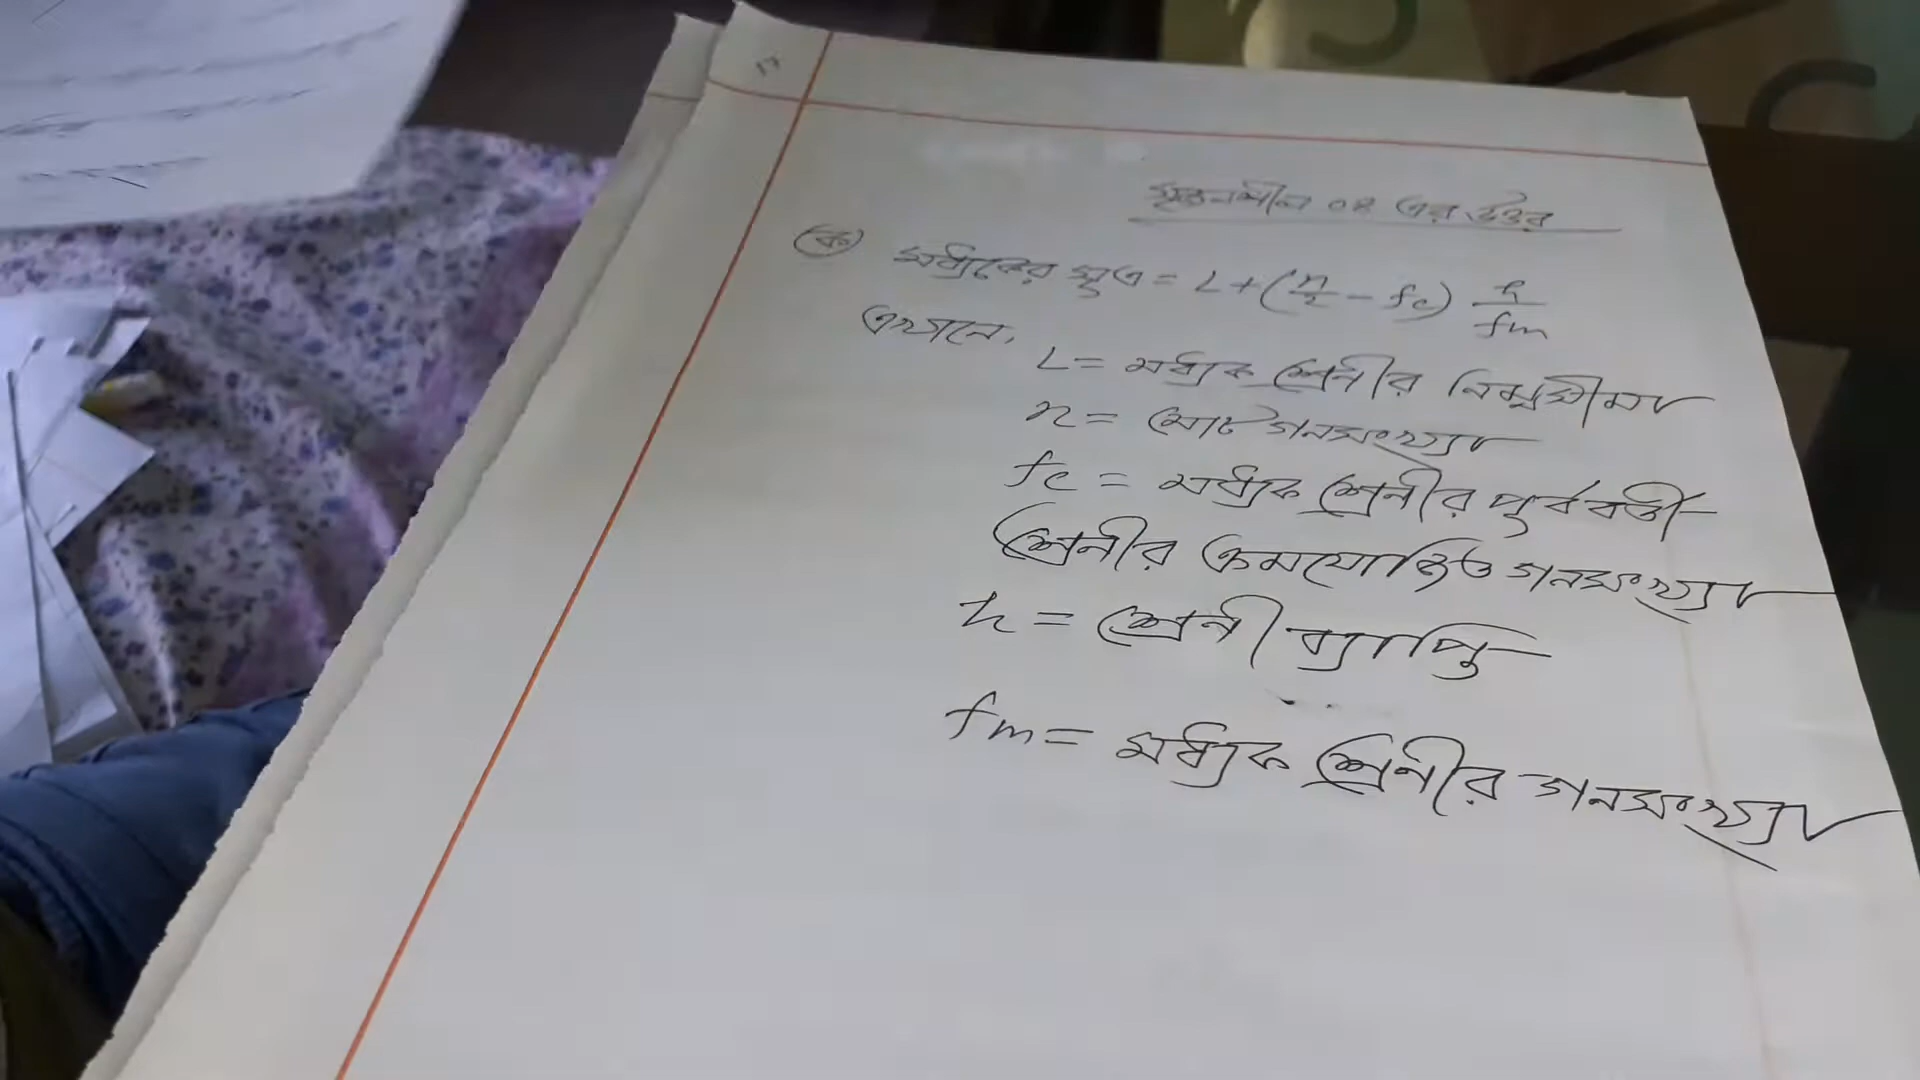 সৃজনশীল ০৪ এর উত্তর
(ক) মধ্যকের সূত্র = L + (n/2 - fc) h/fm
এখানে,
L = মধ্যক শ্রেনীর নিম্নসীমা
n = মোট গনসংখ্যা
fc = মধ্যক শ্রেনীর পূর্ববর্তী
শ্রেনীর ক্রমযোজিত গনসংখ্যা
h = শ্রেনী ব্যাপ্তি
fm = মধ্যক শ্রেনীর গনসংখ্যা